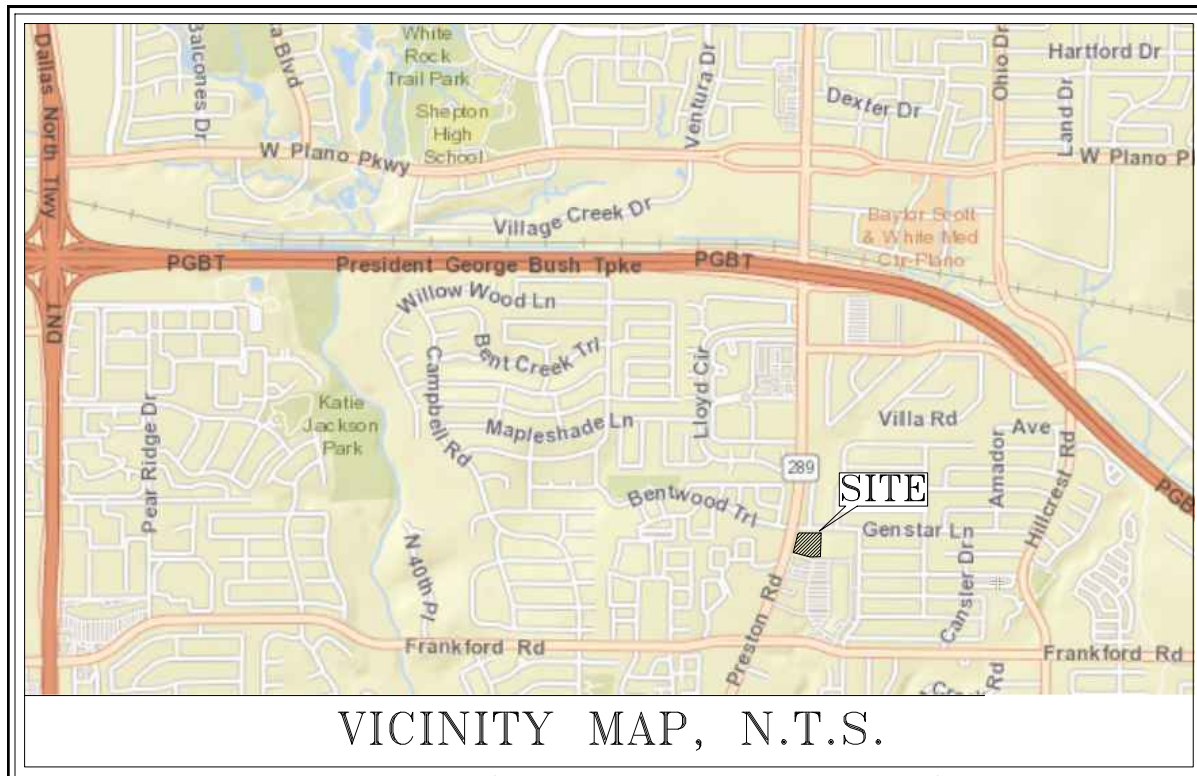 White
Rock
Trail Park
Shepton
High
School
Balcones Dr
Blvd
Ventura Dr
Dexter Dr
Ohio Dr
Hartford Dr
Land Dr
Dallas North Tlwy
W Plano Pkwy
W Plano P
Village Creek Dr
Baylor Scott
& White Med
Ctr-Plano
PGBT
President George Bush Tpke
PGBT
DNT
Willow Wood Ln
Bent Creek Trl
Campbell Rd
Mapleshade Ln
Lloyd Cir
Katie
Jackson
Park
Pear Ridge Dr
Villa Rd
Ave
Amador
Hillcrest Rd
PGB
289
SITE
Bentwood Trl
Genstar Ln
N 40th Pl
Canster Dr
Preston Rd
Frankford Rd
Frankford Rd
Rd
VICINITY MAP, N.T.S.